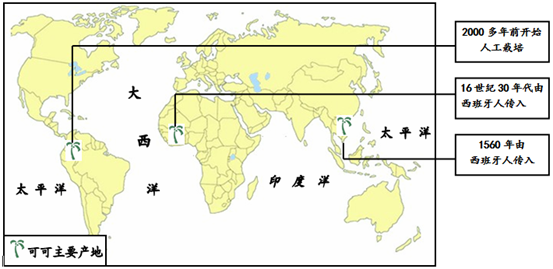 2000多年前开始
人工栽培
16世纪30年代由
西班牙人传入
1560年由
西班牙人传入
大
西
洋
太平洋
太平洋
印度洋
可可主要产地